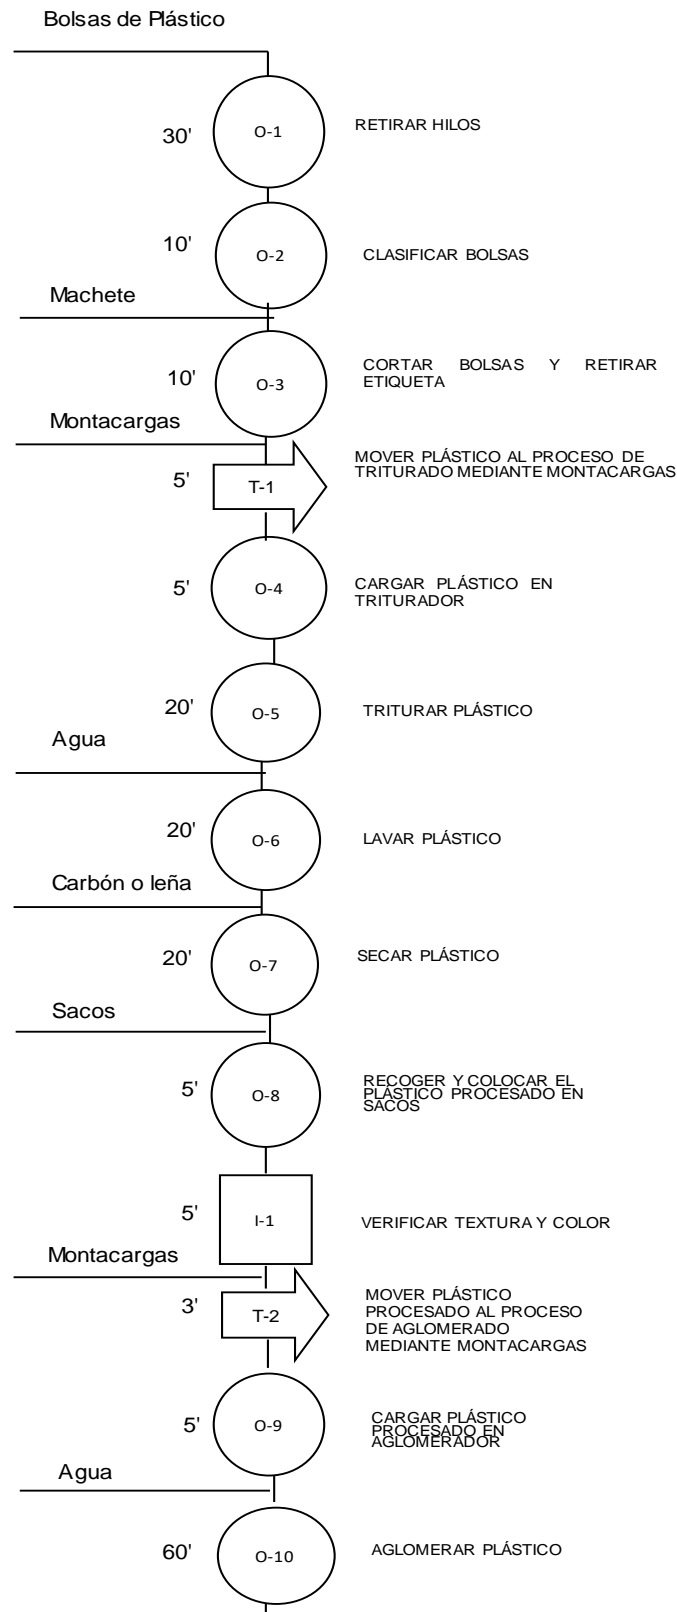 Bolsas de Plástico
30'
O-1
RETIRAR HILOS
10'
O-2
CLASIFICAR BOLSAS
Machete
10'
O-3
CORTAR BOLSAS Y RETIRAR
ETIQUETA
Montacargas
5'
T-1
MOVER PLÁSTICO AL PROCESO DE
TRITURADO MEDIANTE MONTACARGAS
5'
O-4
CARGAR PLÁSTICO EN
TRITURADOR
20'
O-5
TRITURAR PLÁSTICO
Agua
20'
O-6
LAVAR PLÁSTICO
Carbón o leña
20'
O-7
SECAR PLÁSTICO
Sacos
5'
O-8
RECOGER Y COLOCAR EL
PLÁSTICO PROCESADO EN
SACOS
5'
I-1
VERIFICAR TEXTURA Y COLOR
Montacargas
3'
T-2
MOVER PLÁSTICO
PROCESADO AL PROCESO
DE AGLOMERADO
MEDIANTE MONTACARGAS
5'
O-9
CARGAR PLÁSTICO
PROCESADO EN
AGLOMERADOR
Agua
60'
O-10
AGLOMERAR PLÁSTICO